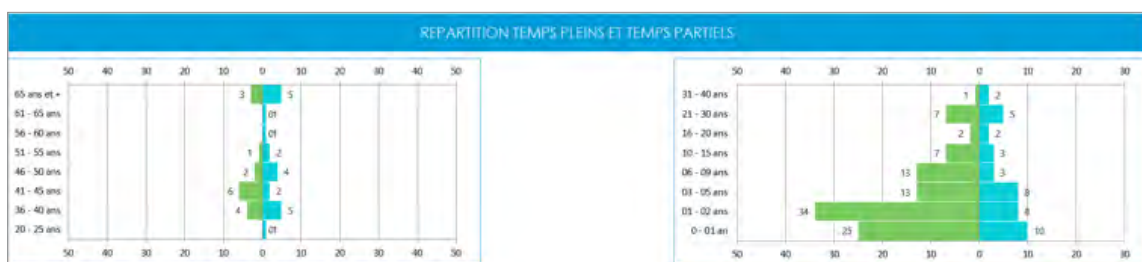 REPARTITION TEMPS PLEINS ET TEMPS PARTIELS
50 40 30 20 10 0 10 20 30 40 50
65 ans et + 3 5
61 - 65 ans 01
56 - 60 ans 01
51 - 55 ans 1 2
46 - 50 ans 2 4
41 - 45 ans 6 2
36 - 40 ans 4 5
20 - 25 ans 01
50 40 30 20 10 0 10 20 30 40 50
50 40 30 20 10 0 10 20 30
31 - 40 ans 1 2
21 - 30 ans 7 5
16 - 20 ans 2 2
10 - 15 ans 7 3
06 - 09 ans 13 3
03 - 05 ans 13 8
01 - 02 ans 34 8
0 - 01 an 25 10
50 40 30 20 10 0 10 20 30